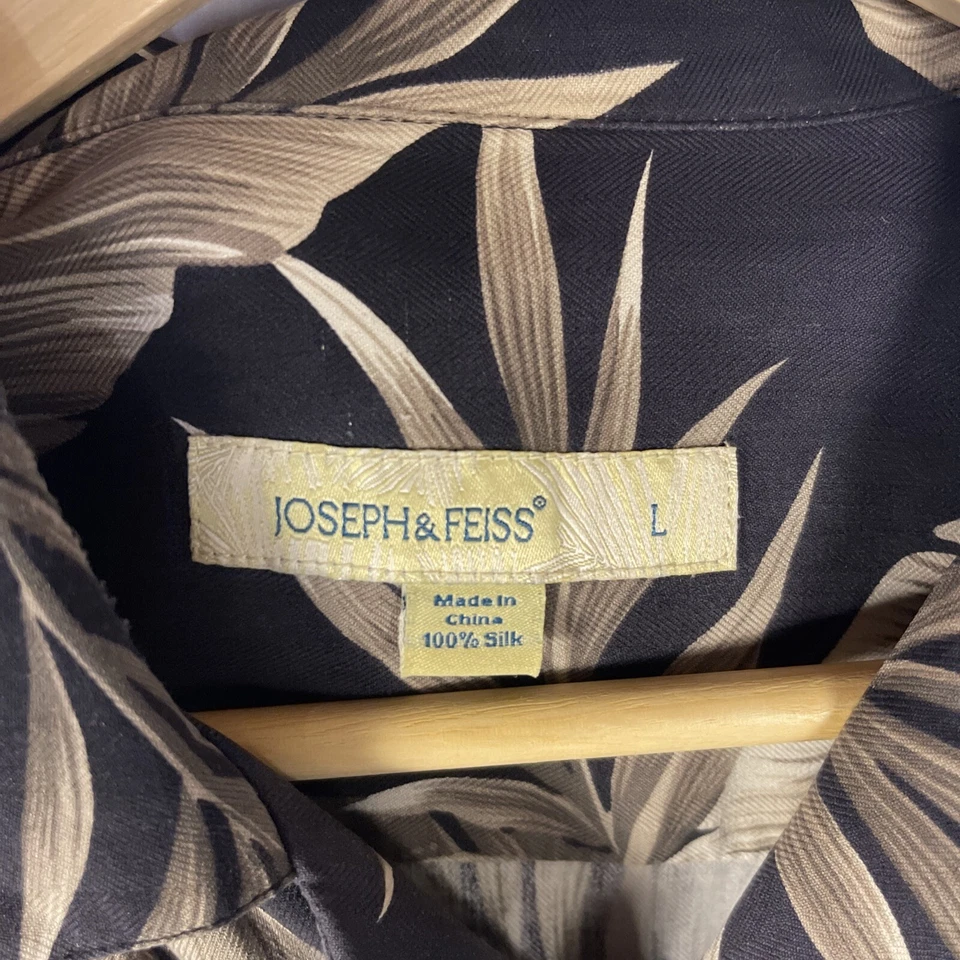 JOSEPH & FEISS® L
Made In
China
100% Silk